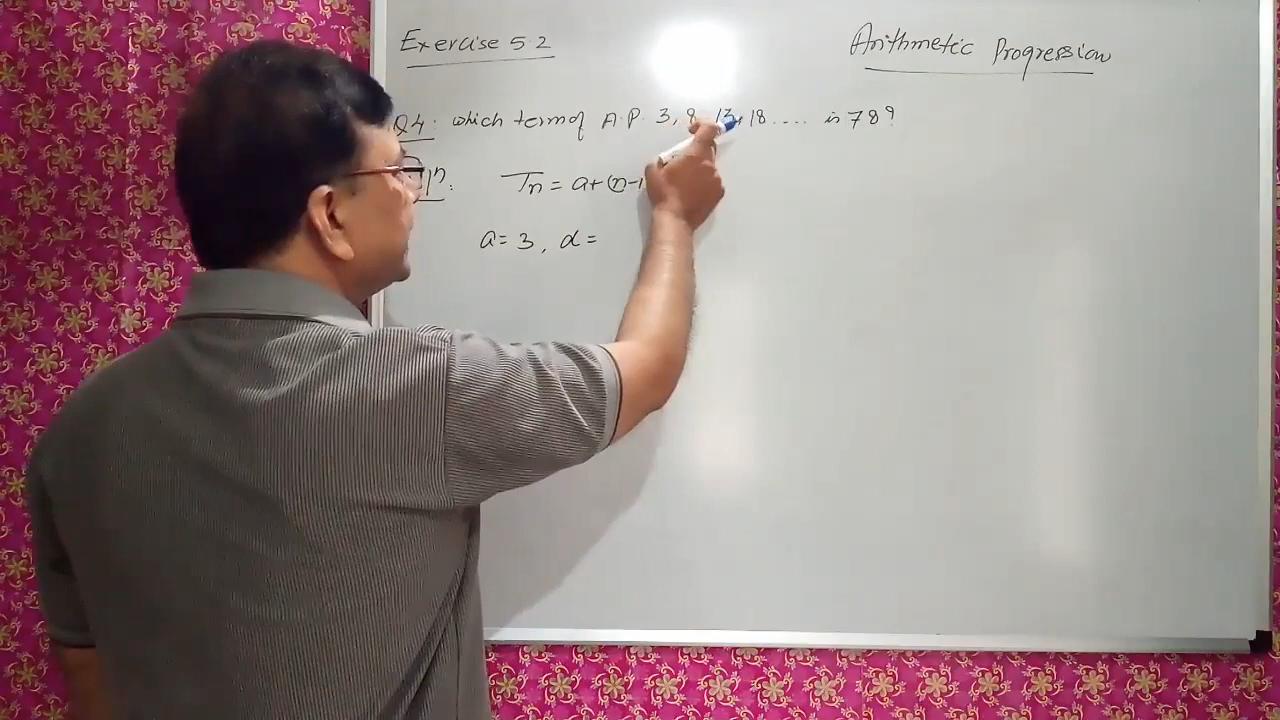 Exercise 5.2
Arithmetic Progression
Q4: which term of A.P. 3, 8, 13, 18.... is 78?
Tn = a+(n-1
a = 3, d =